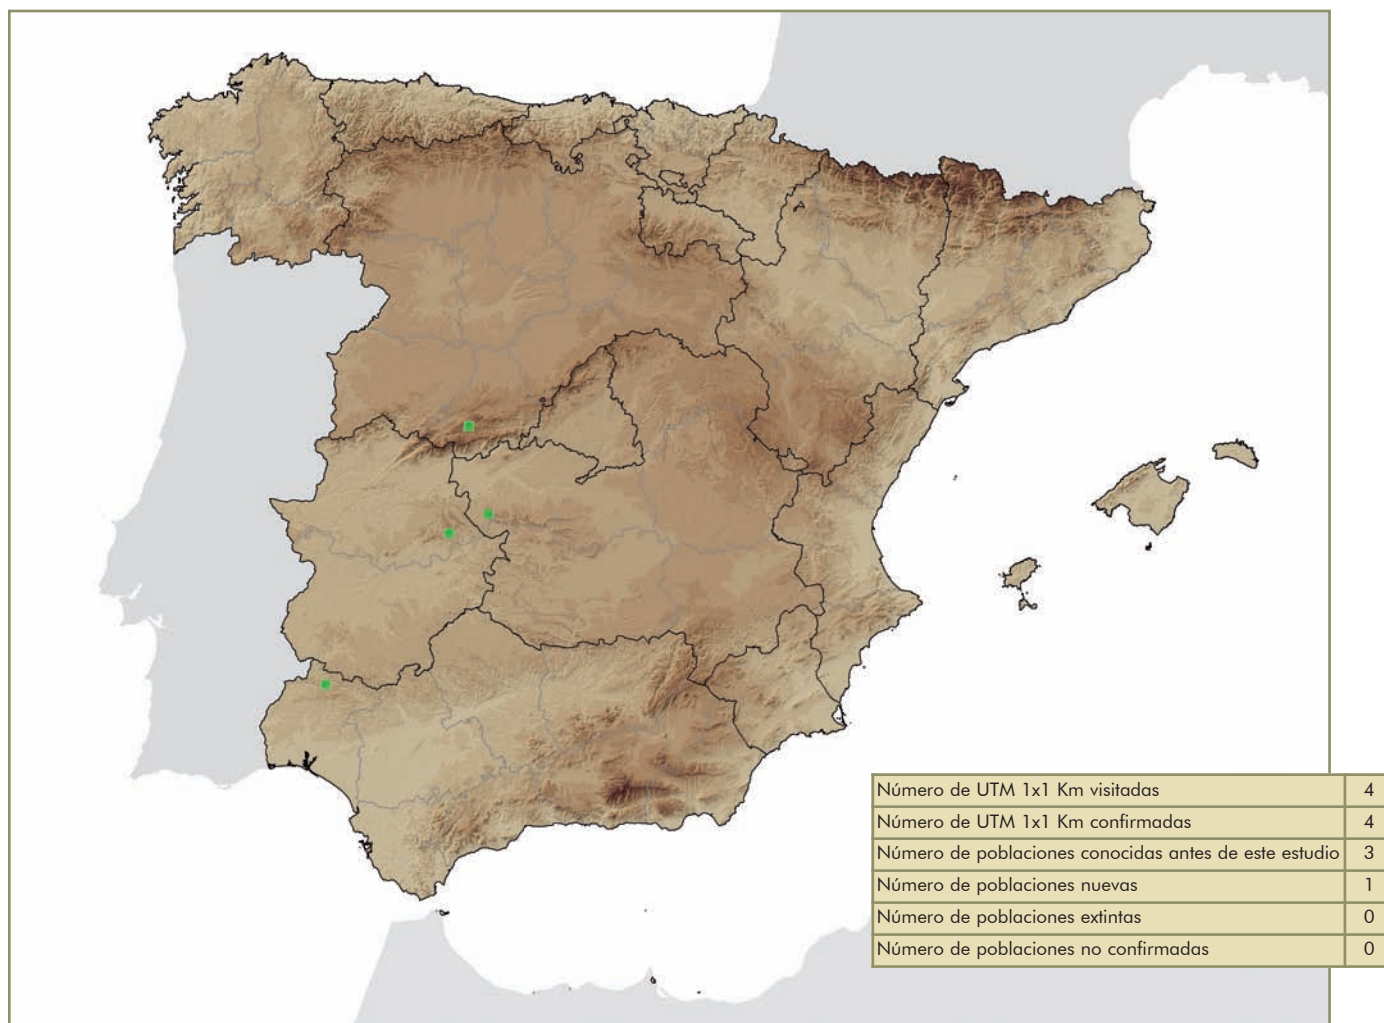 Número de UTM 1x1 Km visitadas 4
Número de UTM 1x1 Km confirmadas 4
Número de poblaciones conocidas antes de este estudio 3
Número de poblaciones nuevas 1
Número de poblaciones extintas 0
Número de poblaciones no confirmadas 0